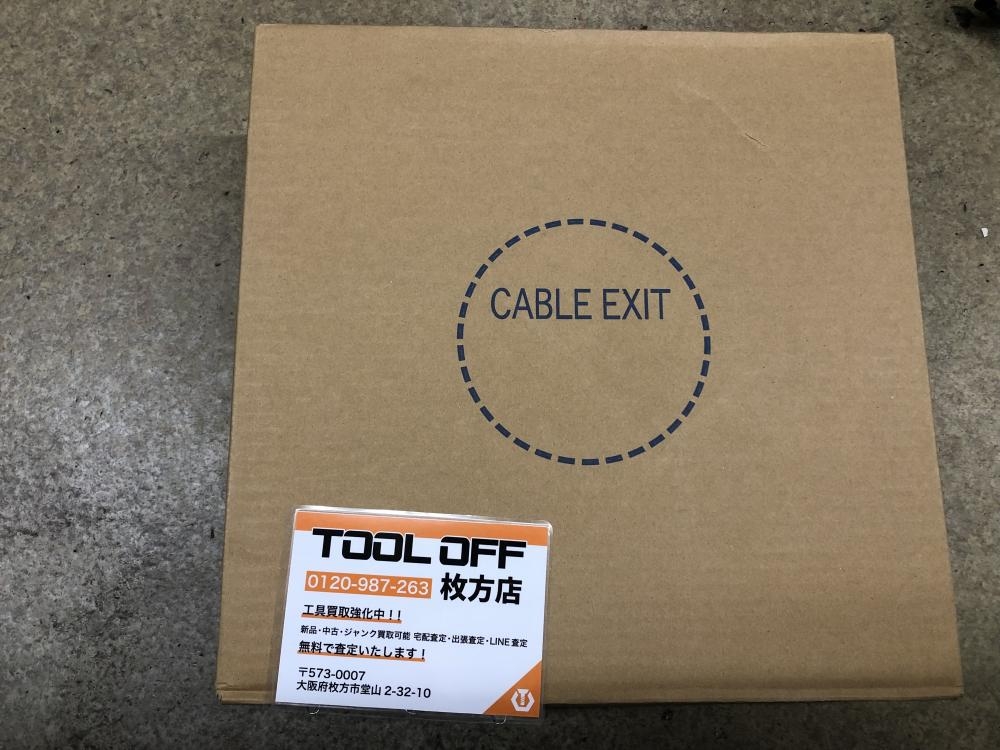 CABLE EXIT
TOOL OFF
0120-987-263 枚方店
工具買取強化中！！
新品・中古・ジャンク買取可能 宅配査定・出張査定・LINE査定
無料で査定いたします！
〒573-0007
大阪府枚方市堂山 2-32-10